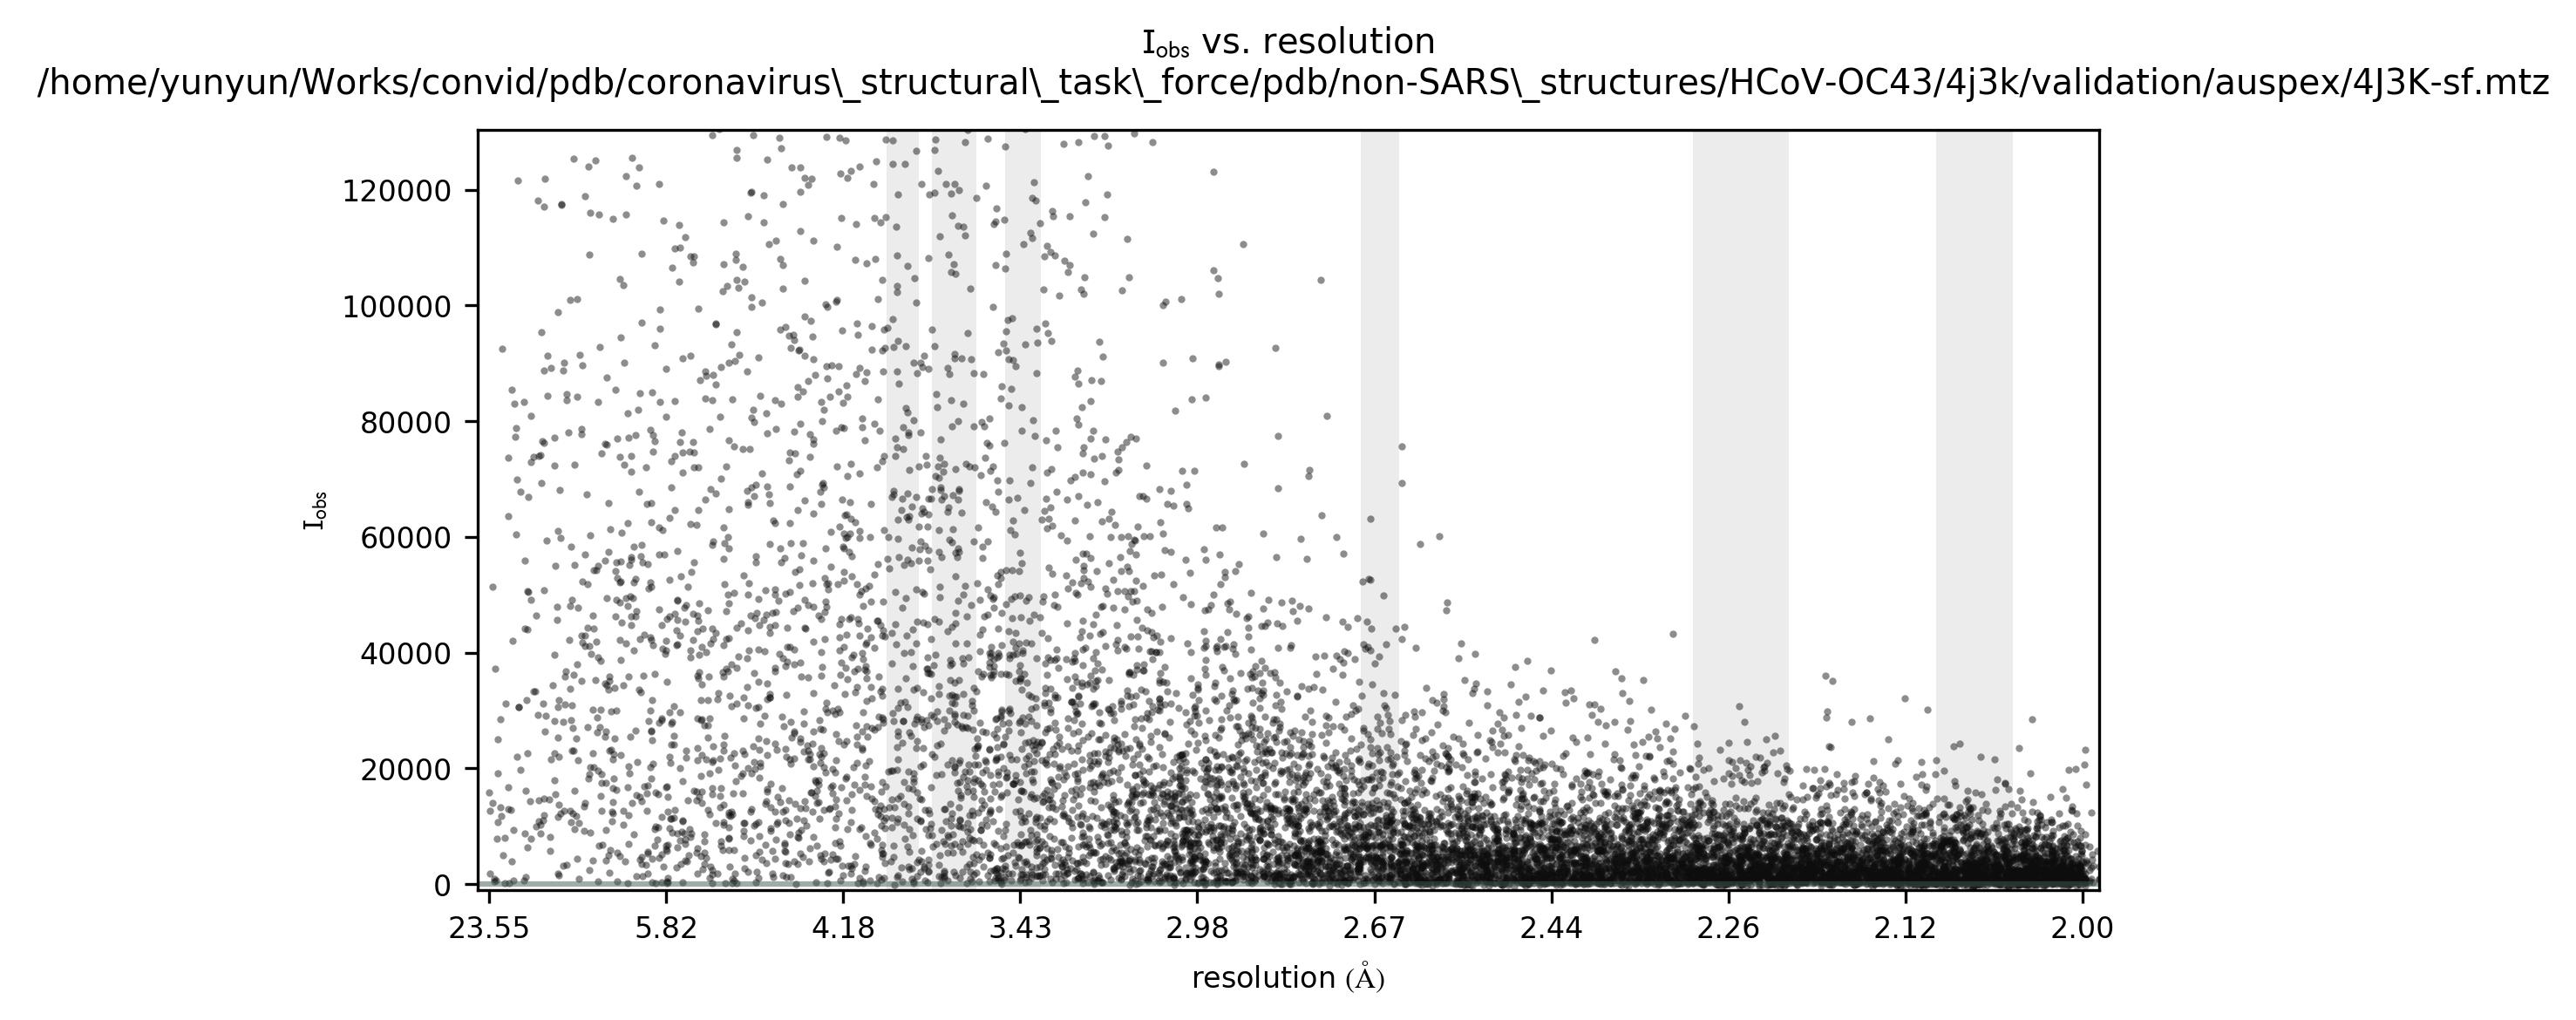 I_obs vs. resolution
/home/yunyun/Works/convid/pdb/coronavirus\_structural\_task\_force/pdb/non-SARS\_structures/HCoV-OC43/4j3k/validation/auspex/4J3K-sf.mtz
120000
100000
80000
60000
40000
20000
0
I_obs
23.55 5.82 4.18 3.43 2.98 2.67 2.44 2.26 2.12 2.00
resolution (Å)